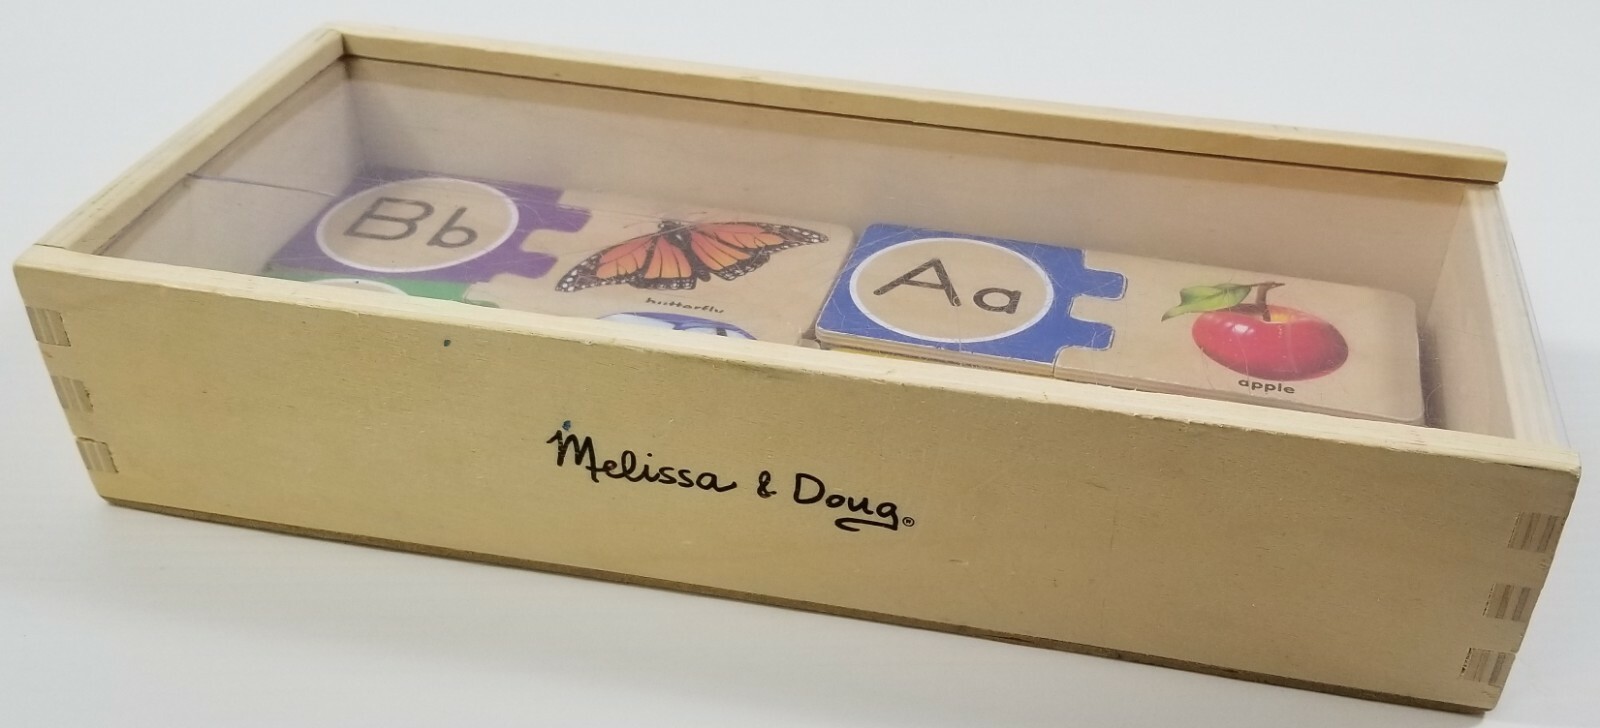 Bb
butterfly
Aa
apple
Melissa & Doug®